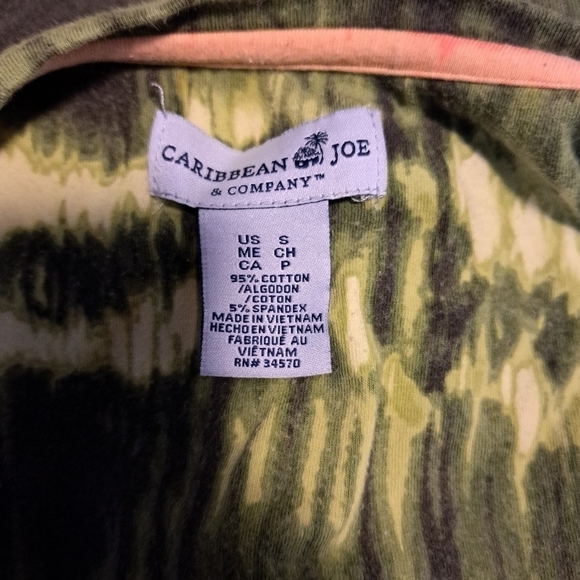 CARIBBEAN JOE
& COMPANY™
US S
ME CH
CA P
95% COTTON
/ALGODON
/COTON
5% SPANDEX
MADE IN VIETNAM
HECHO EN VIETNAM
FABRIQUÉ AU
VIÊTNAM
RN# 34570